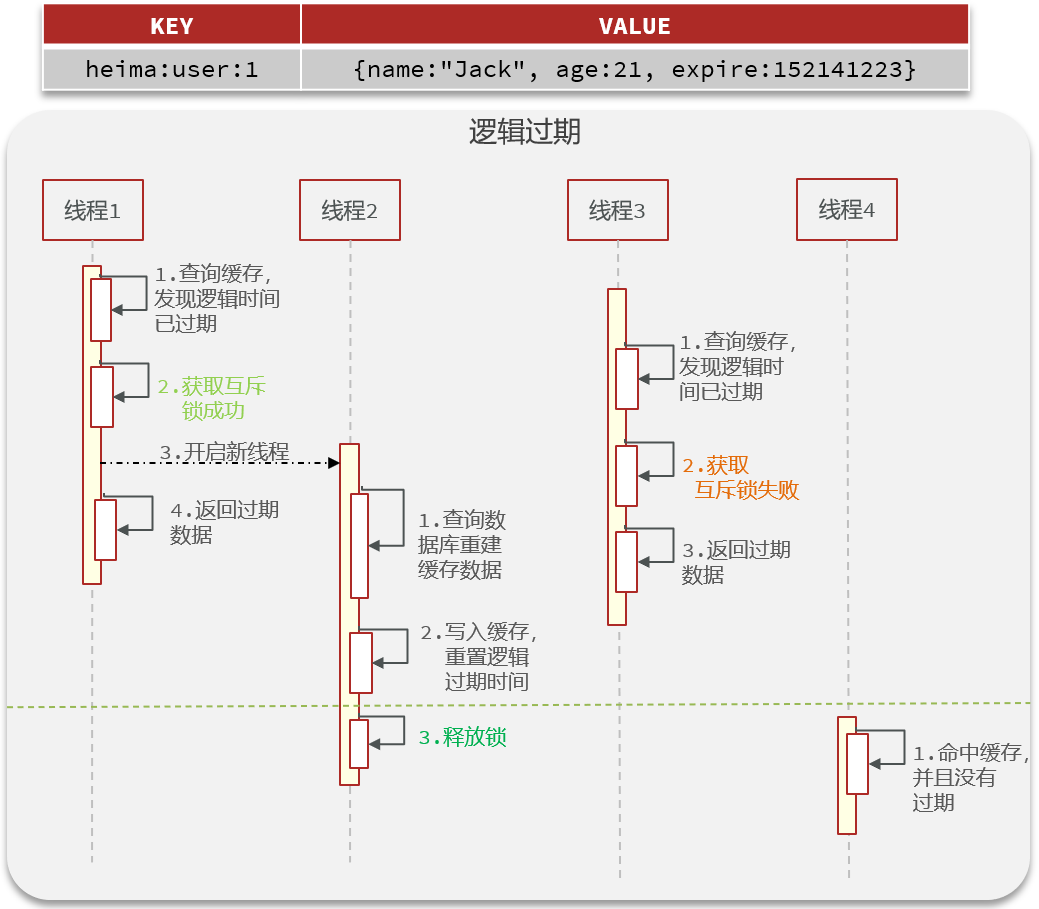 KEY VALUE
heima:user:1 {name:"Jack", age:21, expire:152141223}
逻辑过期
线程1
线程2
线程3
线程4
1.查询缓存，
发现逻辑时间
已过期
2.获取互斥
锁成功
3.开启新线程
4.返回过期
数据
1.查询数
据库重建
缓存数据
2.写入缓存，
重置逻辑
过期时间
3.释放锁
1.查询缓存，
发现逻辑时
间已过期
2.获取
互斥锁失败
3.返回过期
数据
1.命中缓存，
并且没有
过期